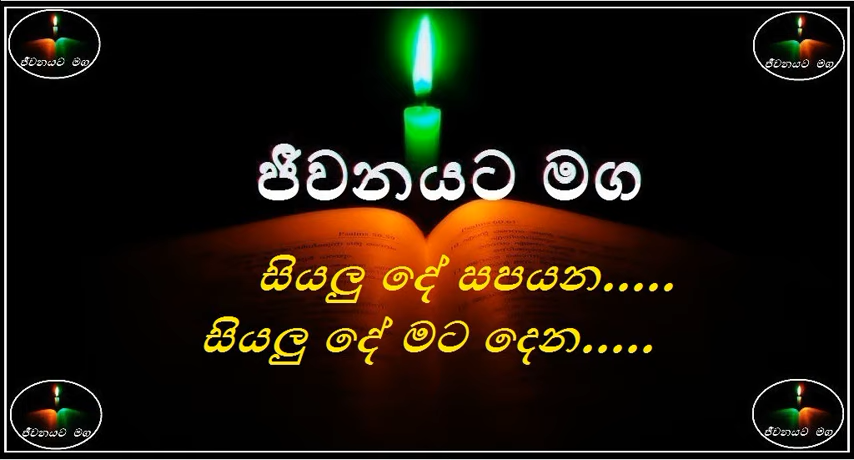 ජීවනයට මග
ජීවනයට මග
ජීවනයට මග
සියලු දේ සපයන.....
සියලු දේ මට දෙන.....
ජීවනයට මග
ජීවනයට මග